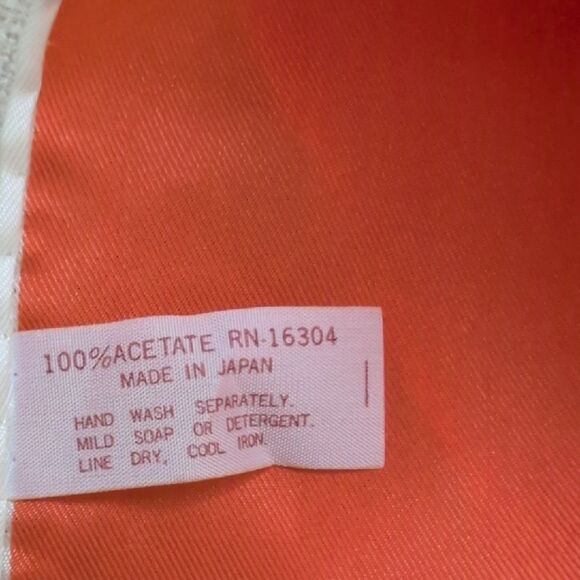 100%ACETATE RN-16304
MADE IN JAPAN
HAND WASH SEPARATELY.
MILD SOAP OR DETERGENT.
LINE DRY, COOL IRON.